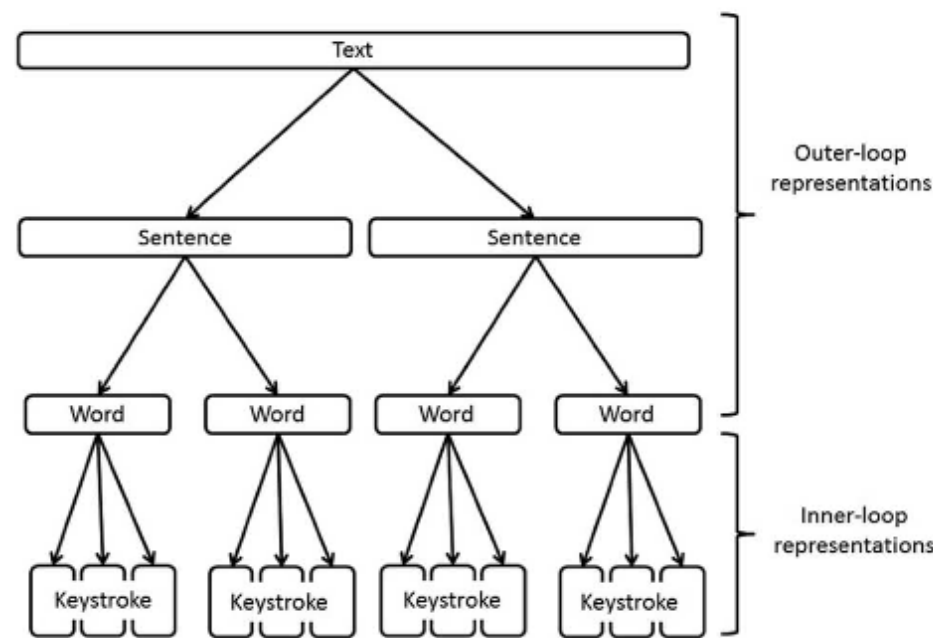 Text
Outer-loop
representations
Sentence
Sentence
Word
Word
Word
Word
Inner-loop
representations
Keystroke
Keystroke
Keystroke
Keystroke